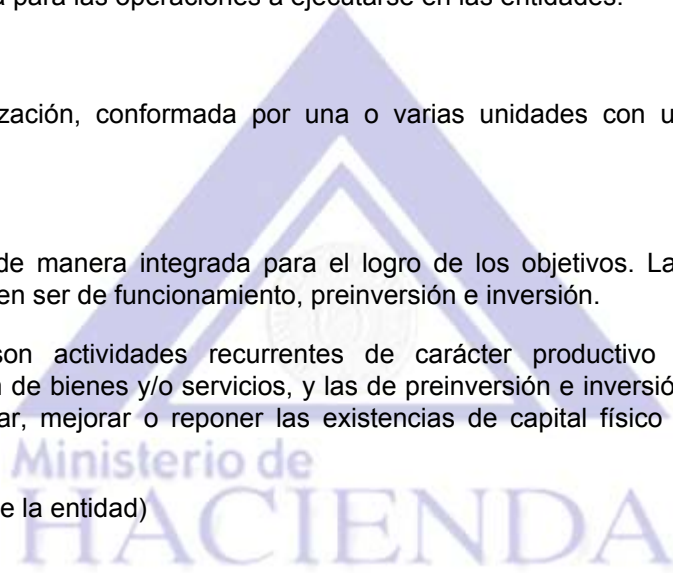 para las operaciones a ejecutarse en las entidades.
zación, conformada por una o varias unidades con u
de manera integrada para el logro de los objetivos. La
en ser de funcionamiento, preinversión e inversión.
son actividades recurrentes de carácter productivo
de bienes y/o servicios, y las de preinversión e inversió
ar, mejorar o reponer las existencias de capital físico
Ministerio de
e la entidad)
HACIENDA